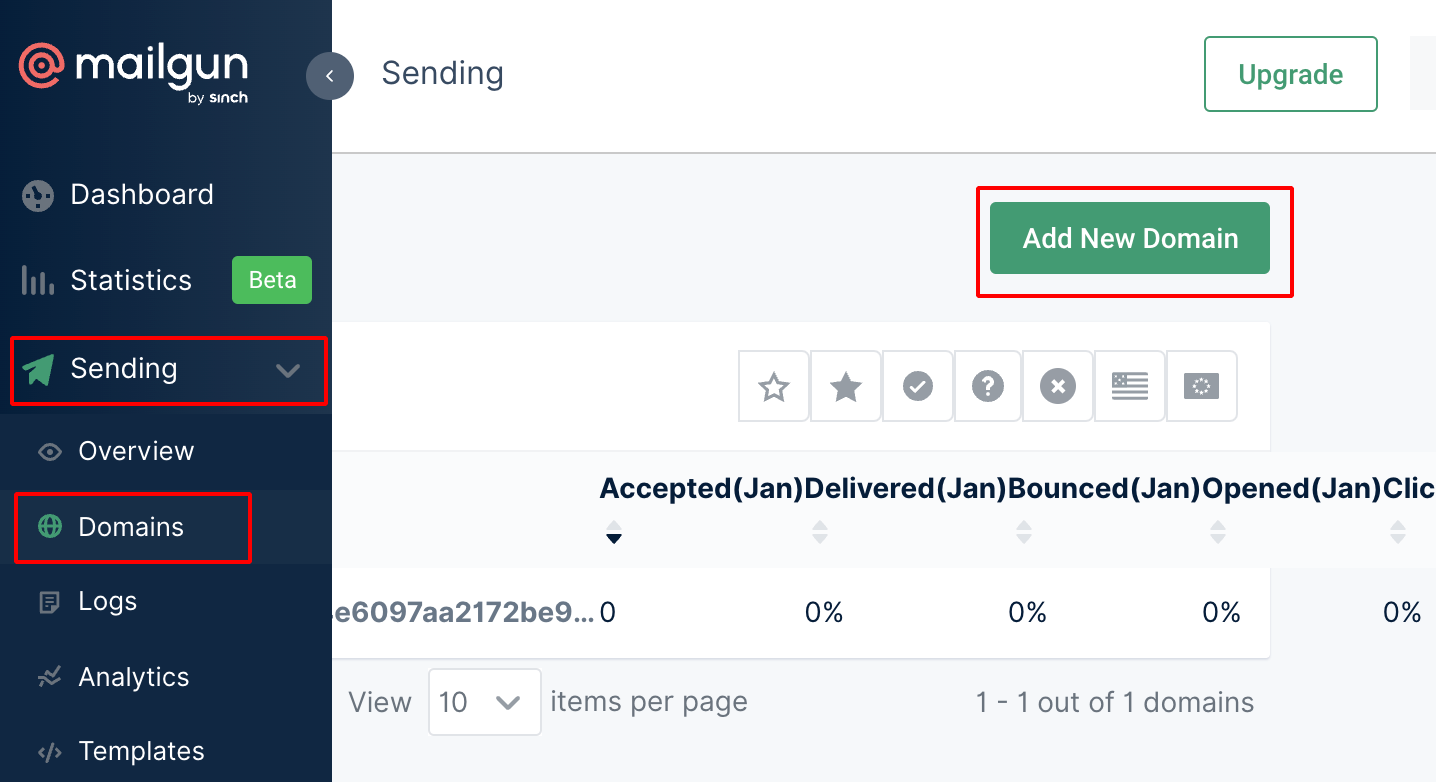 mailgun
by sinch
Sending
Upgrade
Dashboard
Statistics
Beta
Sending
Overview
Domains
Logs
Analytics
Templates
Add New Domain
Accepted(Jan) Delivered(Jan) Bounced(Jan) Opened(Jan) Clic
e6097aa2172be9... 0 0% 0% 0% 0%
View 10 items per page 1 - 1 out of 1 domains